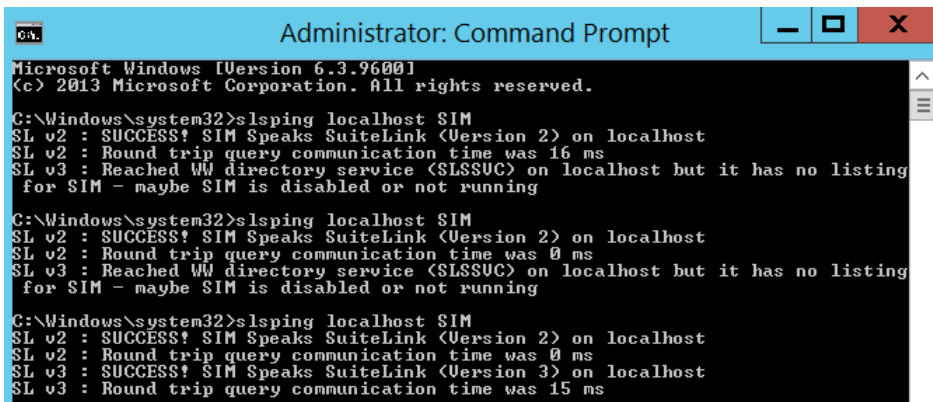 C:\.
Administrator: Command Prompt
Microsoft Windows [Version 6.3.9600]
(c) 2013 Microsoft Corporation. All rights reserved.
C:\Windows\system32>slsping localhost SIM
SL v2 : SUCCESS! SIM Speaks SuiteLink (Version 2) on localhost
SL v2 : Round trip query communication time was 16 ms
SL v3 : Reached WW directory service (SLSSVC) on localhost but it has no listing
for SIM - maybe SIM is disabled or not running
C:\Windows\system32>slsping localhost SIM
SL v2 : SUCCESS! SIM Speaks SuiteLink (Version 2) on localhost
SL v2 : Round trip query communication time was 0 ms
SL v3 : Reached WW directory service (SLSSVC) on localhost but it has no listing
for SIM - maybe SIM is disabled or not running
C:\Windows\system32>slsping localhost SIM
SL v2 : SUCCESS! SIM Speaks SuiteLink (Version 2) on localhost
SL v2 : Round trip query communication time was 0 ms
SL v3 : SUCCESS! SIM Speaks SuiteLink (Version 3) on localhost
SL v3 : Round trip query communication time was 15 ms